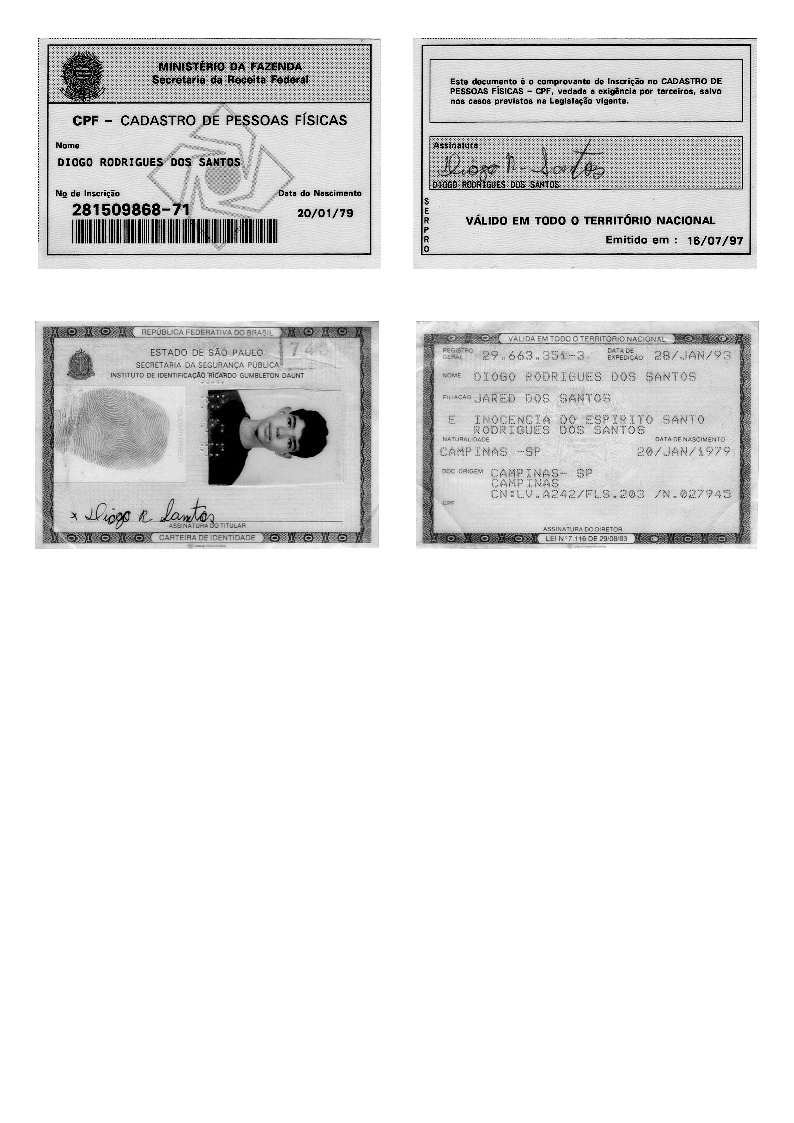 MINISTÉRIO DA FAZENDA
Secretaria da Receita Federal
CPF – CADASTRO DE PESSOAS FÍSICAS
Nome
DIOGO RODRIGUES DOS SANTOS
No de Inscrição Data do Nascimento
281509868-71 20/01/79
Este documento é o comprovante de Inscrição no CADASTRO DE
PESSOAS FÍSICAS – CPF, vedada a exigência por terceiros, salvo
nos casos previstos na Legislação vigente.
Assinatura
Diogo R. Santos
DIOGO RODRIGUES DOS SANTOS
SERPRO
VÁLIDO EM TODO O TERRITÓRIO NACIONAL
Emitido em : 16/07/97
REPÚBLICA FEDERATIVA DO BRASIL
ESTADO DE SÃO PAULO
SECRETARIA DA SEGURANÇA PÚBLICA
INSTITUTO DE IDENTIFICAÇÃO RICARDO GUMBLETON DAUNT
x Diogo R Santos
ASSINATURA DO TITULAR
CARTEIRA DE IDENTIDADE
VÁLIDA EM TODO O TERRITÓRIO NACIONAL
REGISTRO GERAL 29.663.351-3 DATA DE EXPEDIÇÃO 28/JAN/93
NOME DIOGO RODRIGUES DOS SANTOS
FILIAÇÃO JARED DOS SANTOS
E INOCENCIA DO ESPIRITO SANTO
RODRIGUES DOS SANTOS
NATURALIDADE DATA DE NASCIMENTO
CAMPINAS -SP 20/JAN/1979
DOC ORIGEM CAMPINAS- SP
CAMPINAS
CN:LV.A242/FLS.203 /N.027945
CPF
ASSINATURA DO DIRETOR
LEI Nº 7.116 DE 29/08/83